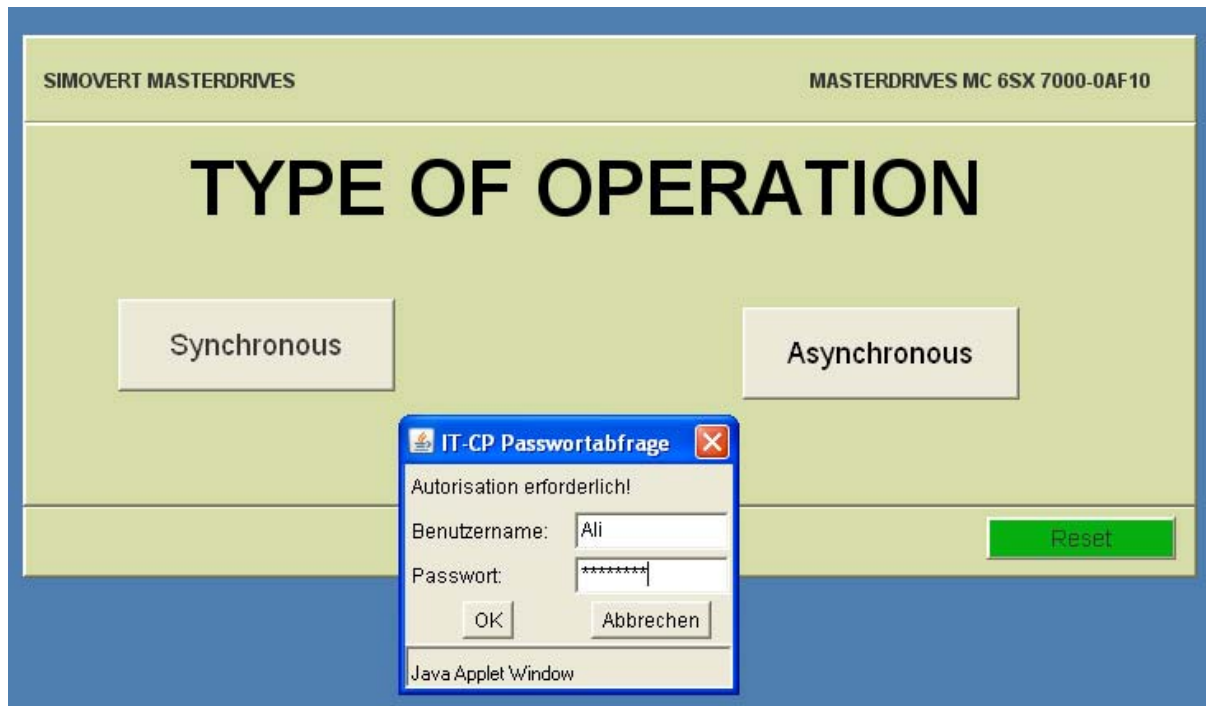 SIMOVERT MASTERDRIVES
MASTERDRIVES MC 6SX 7000-0AF10
TYPE OF OPERATION
Synchronous
Asynchronous
IT-CP Passwortabfrage
Autorisation erforderlich!
Benutzername: Ali
Passwort: ********
OK Abbrechen
Java Applet Window
Reset